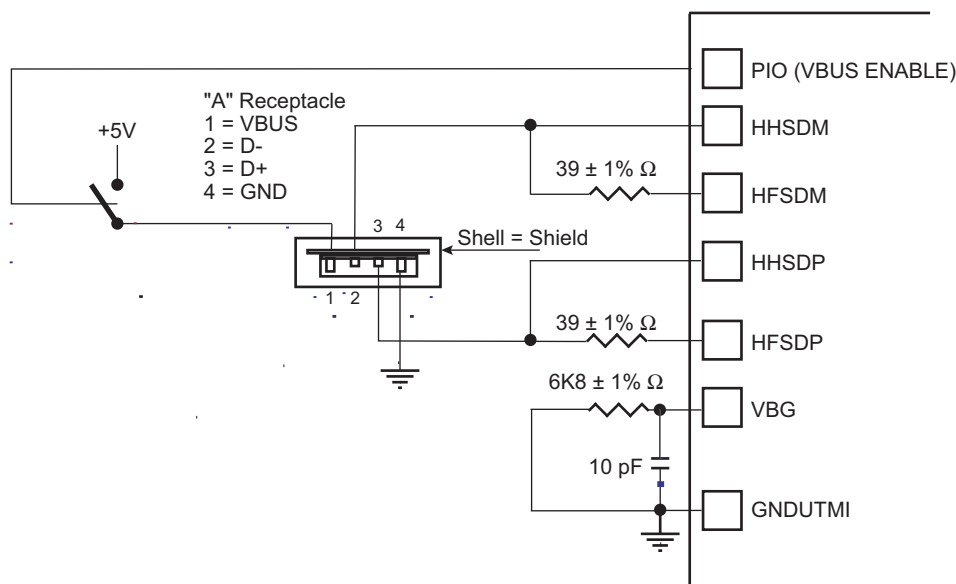 PIO (VBUS ENABLE)
"A" Receptacle
1 = VBUS
2 = D-
3 = D+
4 = GND
+5V
HHSDM
39 ± 1% Ω
HFSDM
3 4
Shell = Shield
HHSDP
1 2
39 ± 1% Ω
HFSDP
6K8 ± 1% Ω
VBG
10 pF
GNDUTMI